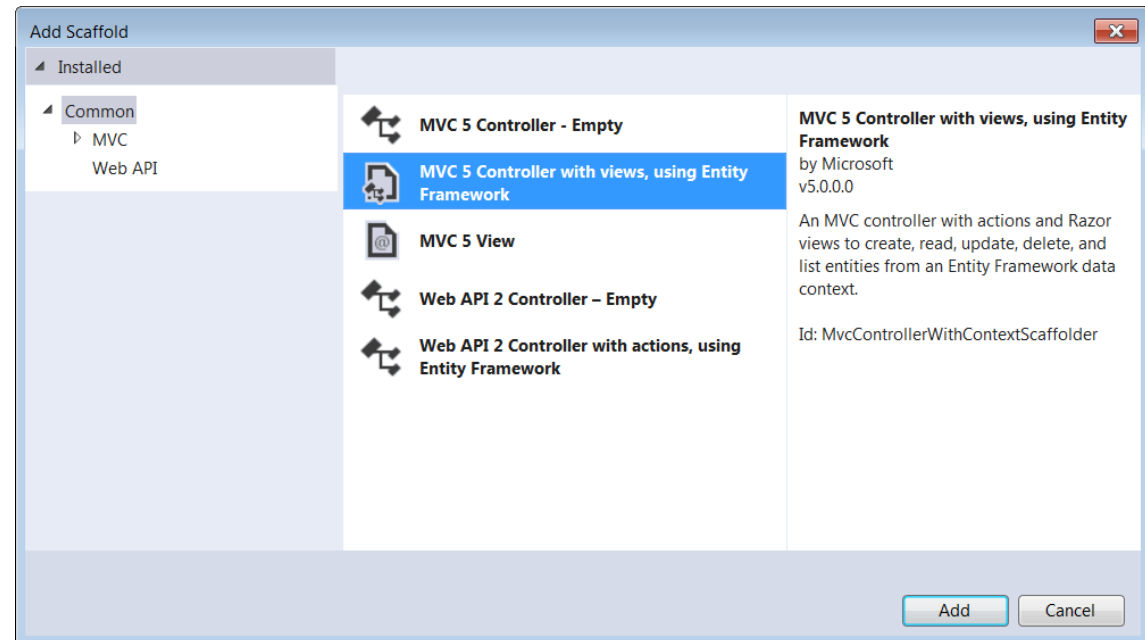 Add Scaffold
Installed
Common
MVC
Web API
MVC 5 Controller - Empty
MVC 5 Controller with views, using Entity
Framework
MVC 5 View
Web API 2 Controller – Empty
Web API 2 Controller with actions, using
Entity Framework
MVC 5 Controller with views, using Entity
Framework
by Microsoft
v5.0.0.0
An MVC controller with actions and Razor
views to create, read, update, delete, and
list entities from an Entity Framework data
context.
Id: MvcControllerWithContextScaffolder
Add
Cancel